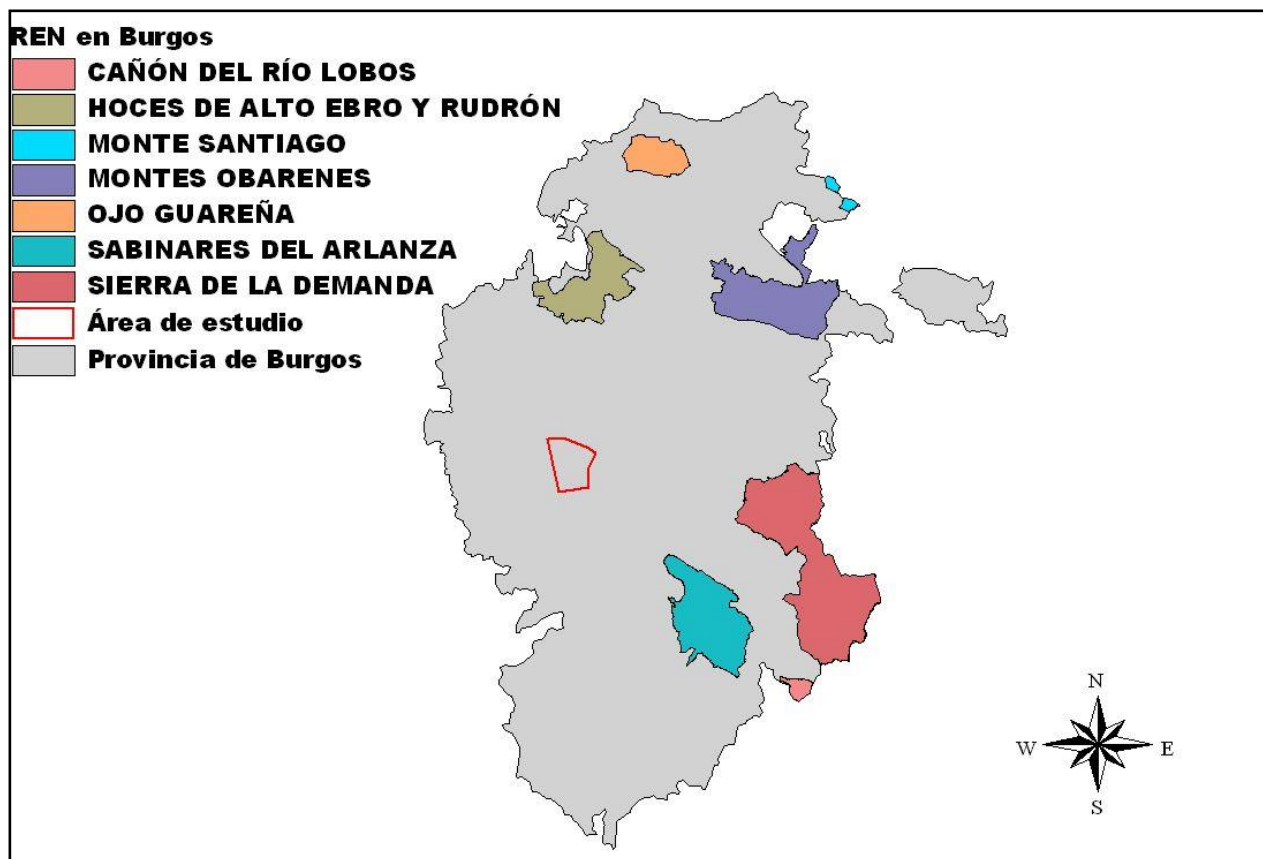 REN en Burgos
CAÑÓN DEL RÍO LOBOS
HOCES DE ALTO EBRO Y RUDRÓN
MONTE SANTIAGO
MONTES OBARENES
OJO GUAREÑA
SABINARES DEL ARLANZA
SIERRA DE LA DEMANDA
Área de estudio
Provincia de Burgos
N
W E
S